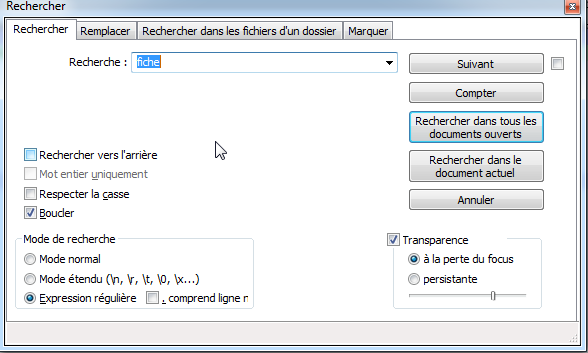 Rechercher
Rechercher Remplacer Rechercher dans les fichiers d'un dossier Marquer
Recherche : fiche
Suivant
Compter
Rechercher dans tous les
documents ouverts
Rechercher dans le
document actuel
Annuler
Rechercher vers l'arrière
Mot entier uniquement
Respecter la casse
Boucler
Mode de recherche
Mode normal
Mode étendu (\n, \r, \t, \0, \x...)
Expression régulière . comprend ligne r
Transparence
à la perte du focus
persistante